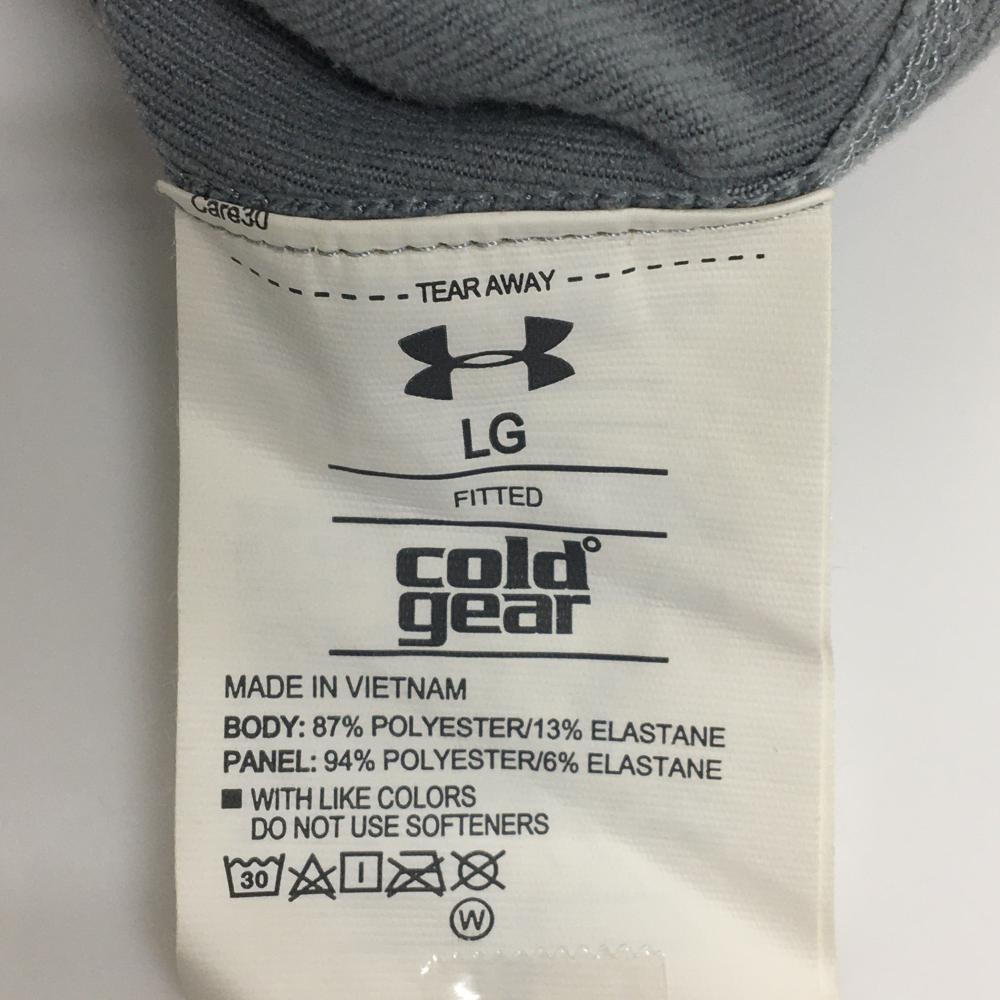 Care30
TEAR AWAY
LG
FITTED
cold°
gear
MADE IN VIETNAM
BODY: 87% POLYESTER/13% ELASTANE
PANEL: 94% POLYESTER/6% ELASTANE
■ WITH LIKE COLORS
DO NOT USE SOFTENERS
30
W